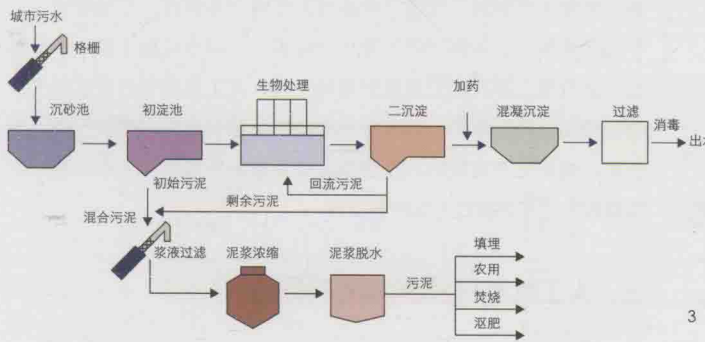 城市污水
格栅
沉砂池
初淀池
生物处理
二沉淀
加药
混凝沉淀
过滤
消毒
出水
初始污泥
回流污泥
剩余污泥
混合污泥
浆液过滤
泥浆浓缩
泥浆脱水
污泥
填埋
农用
焚烧
沤肥
3